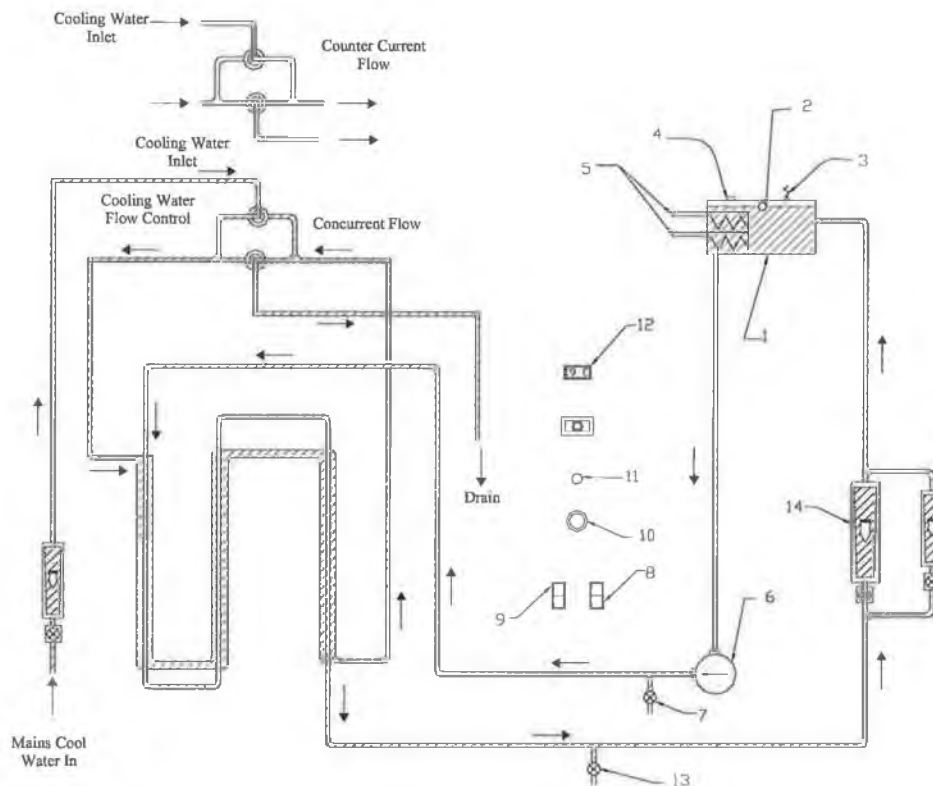 Cooling Water
Inlet
Counter Current
Flow
Cooling Water
Inlet
Cooling Water
Flow Control
Concurrent Flow
4
2
3
5
1
12
11
10
9
8
Drain
14
6
7
13
Mains Cool
Water In